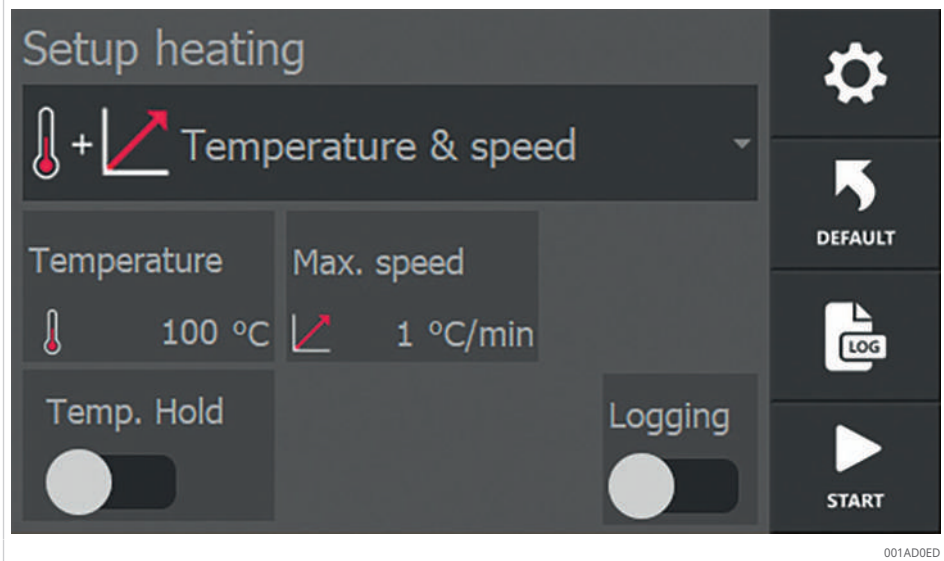 Setup heating
+ Temperature & speed
Temperature
100 °C
Max. speed
1 °C/min
Temp. Hold
Logging
DEFAULT
LOG
START
001AD0ED